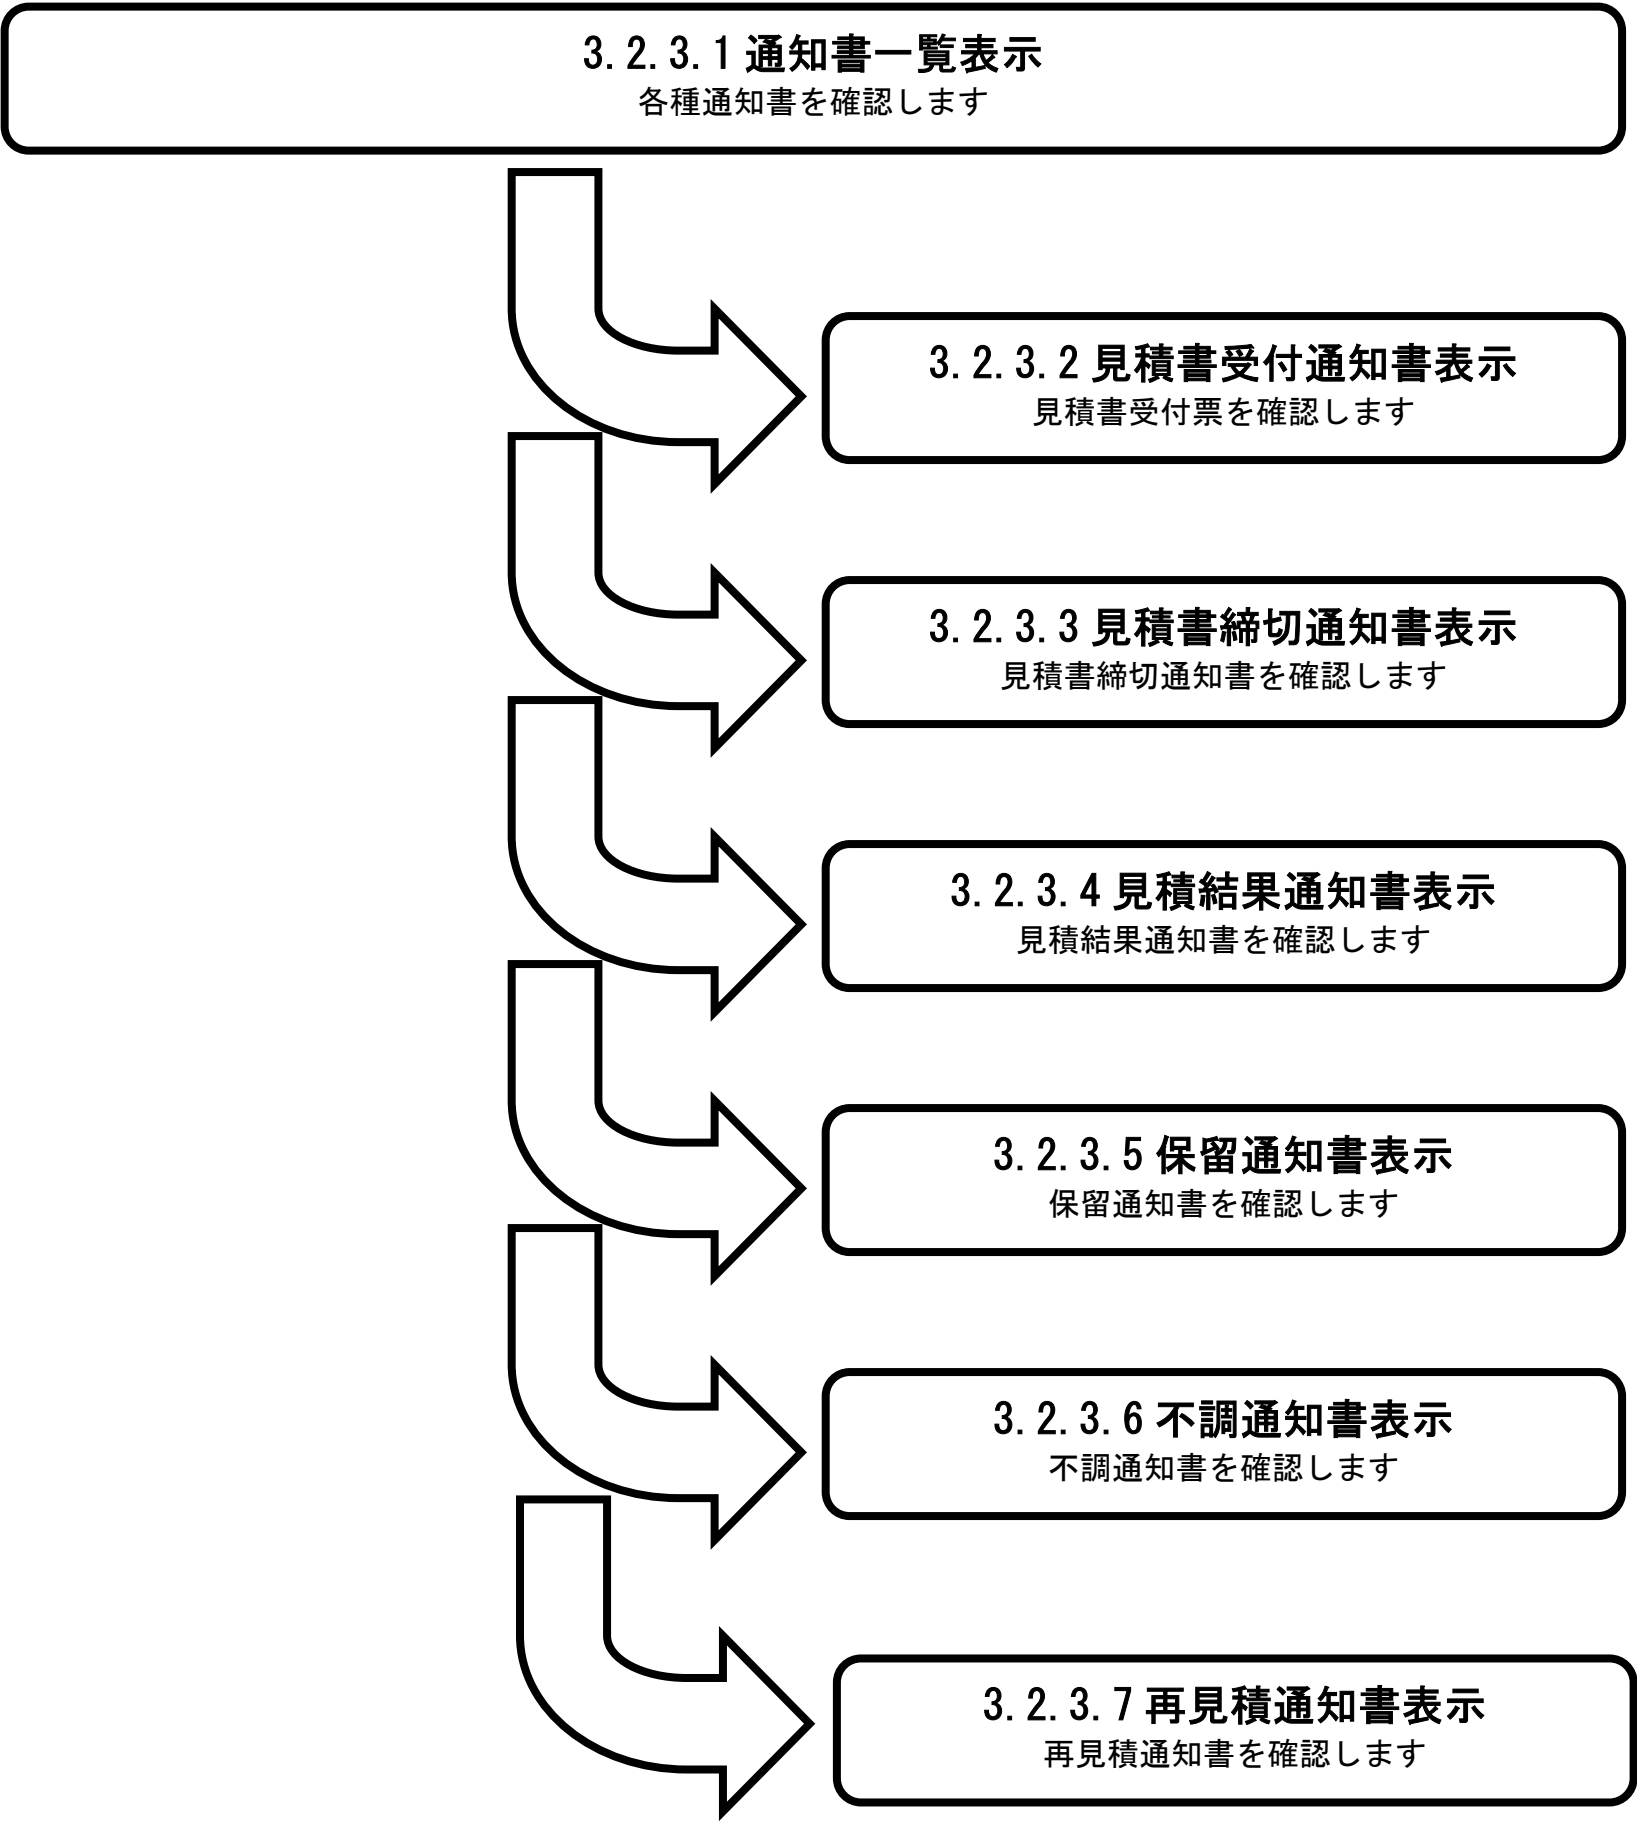 3.2.3.1通知書一覧表示
各種通知書を確認します
3.2.3.2見積書受付通知書表示
見積書受付票を確認します
3.2.3.3見積書締切通知書表示
見積書締切通知書を確認します
3.2.3.4見積結果通知書表示
見積結果通知書を確認します
3.2.3.5保留通知書表示
保留通知書を確認します
3.2.3.6不調通知書表示
不調通知書を確認します
3.2.3.7再見積通知書表示
再見積通知書を確認します